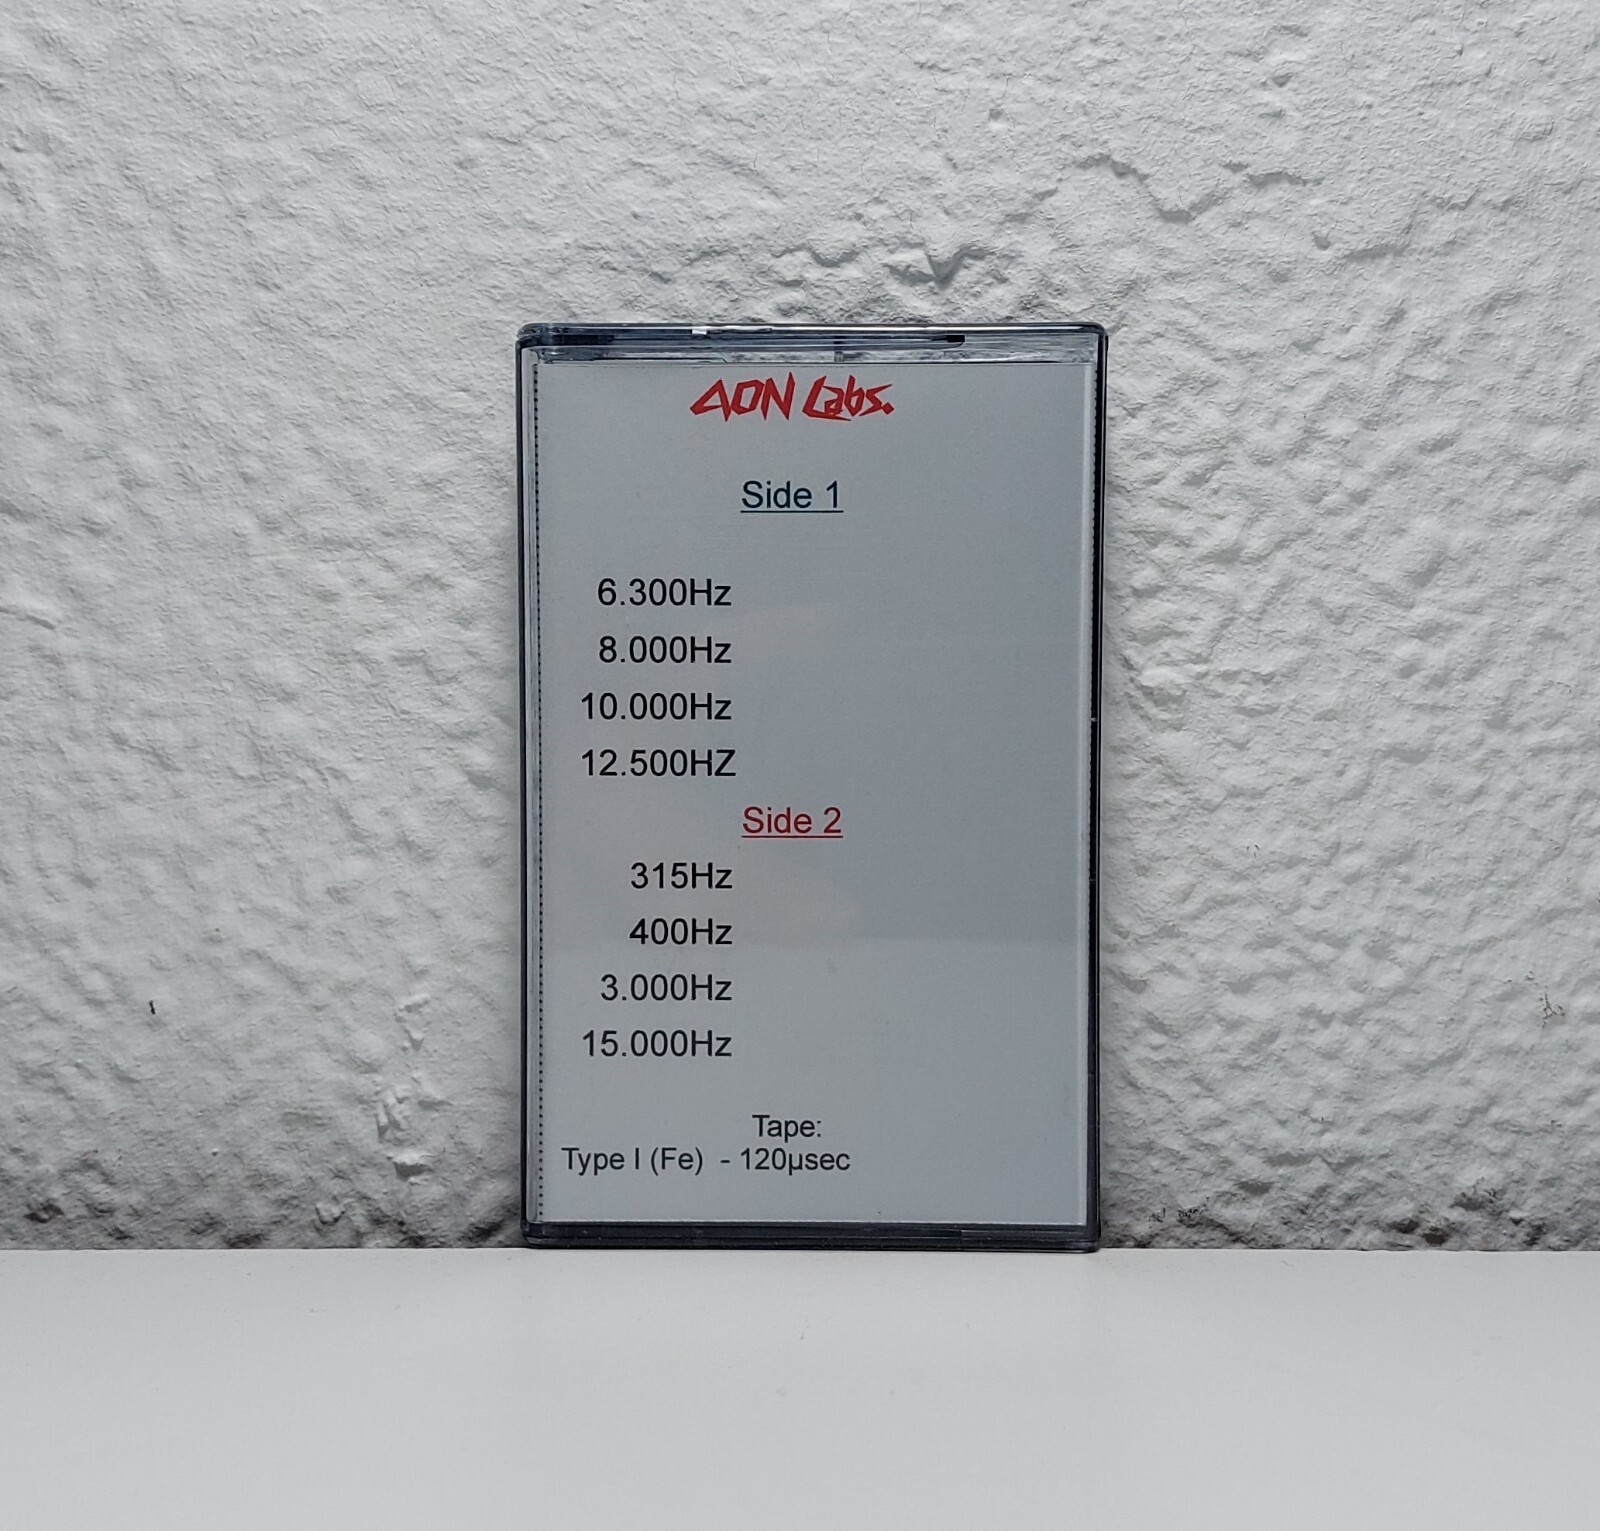 AON Labs.
Side 1
6.300Hz
8.000Hz
10.000Hz
12.500HZ
Side 2
315Hz
400Hz
3.000Hz
15.000Hz
Tape:
Type I (Fe) - 120µsec